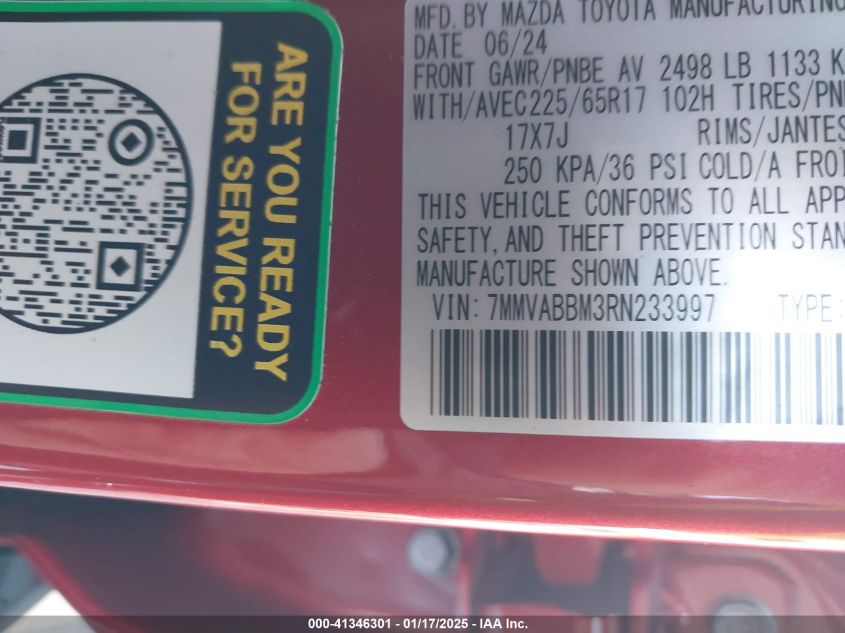 ARE YOU READY
FOR SERVICE?
MFD. BY MAZDA TOYOTA MANUFACTURING
DATE 06/24
FRONT GAWR/PNBE AV 2498 LB 1133 K
WITH/AVEC225/65R17 102H TIRES/PN
17X7J RIMS/JANTES
250 KPA/36 PSI COLD/A FROI
THIS VEHICLE CONFORMS TO ALL APP
SAFETY, AND THEFT PREVENTION STAN
MANUFACTURE SHOWN ABOVE.
VIN: 7MMVABBM3RN233997 TYPE:
000-41346301 - 01/17/2025 - IAA Inc.